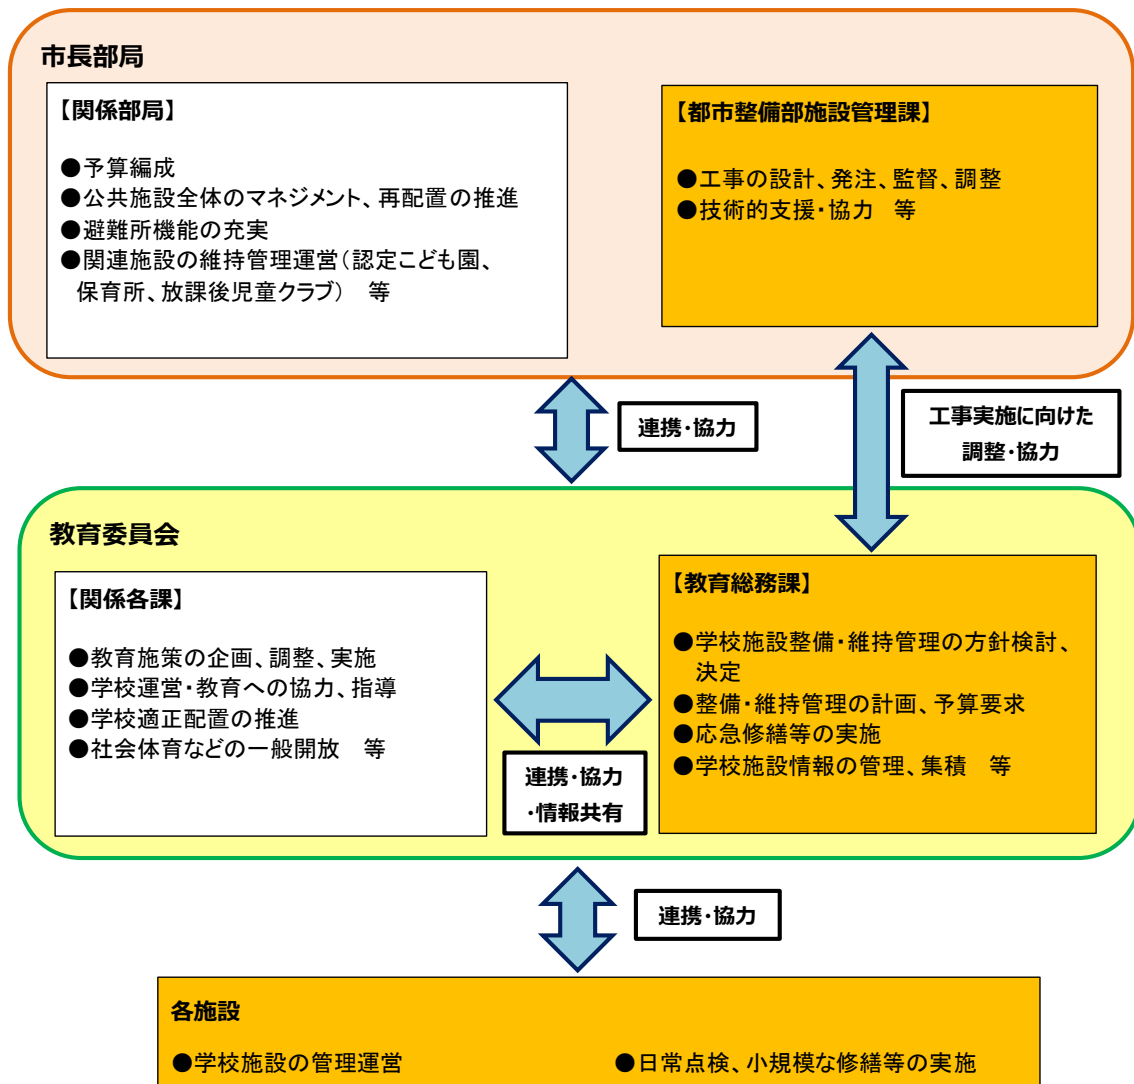 市長部局
【関係部局】
●予算編成
●公共施設全体のマネジメント、再配置の推進
●避難所機能の充実
●関連施設の維持管理運営（認定こども園、
保育所、放課後児童クラブ）　等
【都市整備部施設管理課】
●工事の設計、発注、監督、調整
●技術的支援・協力　等
連携・協力
工事実施に向けた
調整・協力
教育委員会
【関係各課】
●教育施策の企画、調整、実施
●学校運営・教育への協力、指導
●学校適正配置の推進
●社会体育などの一般開放　等
連携・協力
・情報共有
【教育総務課】
●学校施設整備・維持管理の方針検討、
決定
●整備・維持管理の計画、予算要求
●応急修繕等の実施
●学校施設情報の管理、集積　等
連携・協力
各施設
●学校施設の管理運営
●日常点検、小規模な修繕等の実施